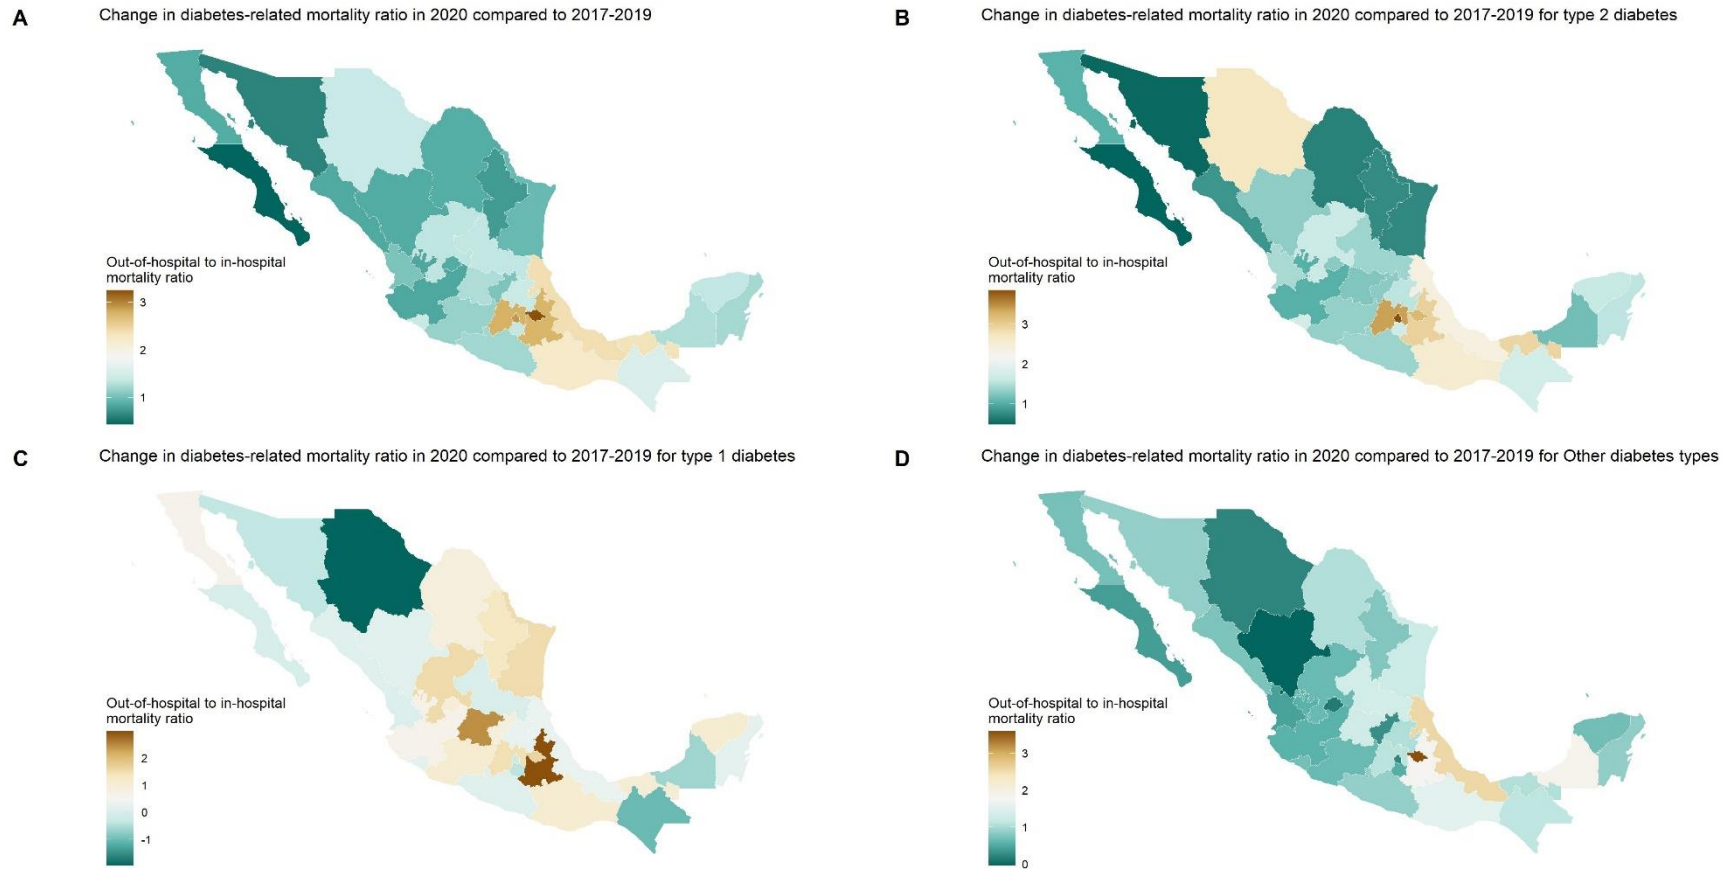 A
Change in diabetes-related mortality ratio in 2020 compared to 2017-2019
Out-of-hospital to in-hospital
mortality ratio
3
2
1
B
Change in diabetes-related mortality ratio in 2020 compared to 2017-2019 for type 2 diabetes
Out-of-hospital to in-hospital
mortality ratio
3
2
1
C
Change in diabetes-related mortality ratio in 2020 compared to 2017-2019 for type 1 diabetes
Out-of-hospital to in-hospital
mortality ratio
2
1
0
-1
D
Change in diabetes-related mortality ratio in 2020 compared to 2017-2019 for Other diabetes types
Out-of-hospital to in-hospital
mortality ratio
3
2
1
0